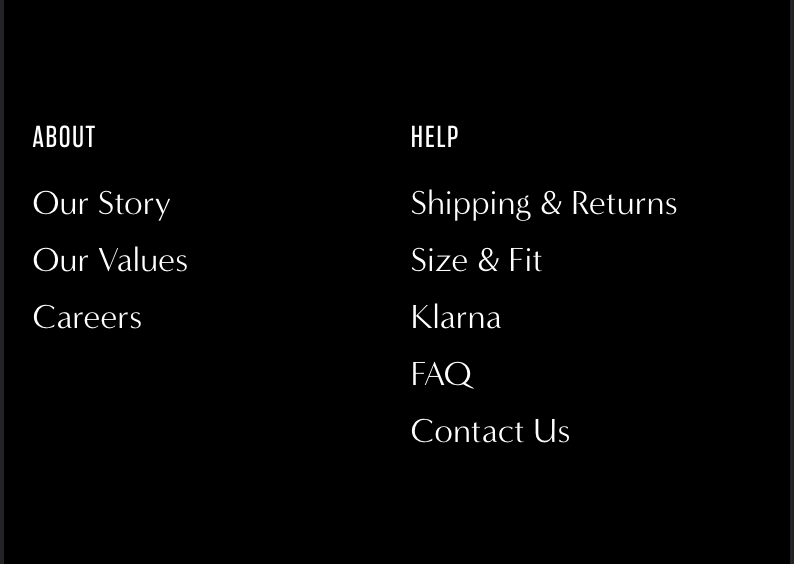 ABOUT
Our Story
Our Values
Careers
HELP
Shipping & Returns
Size & Fit
Klarna
FAQ
Contact Us